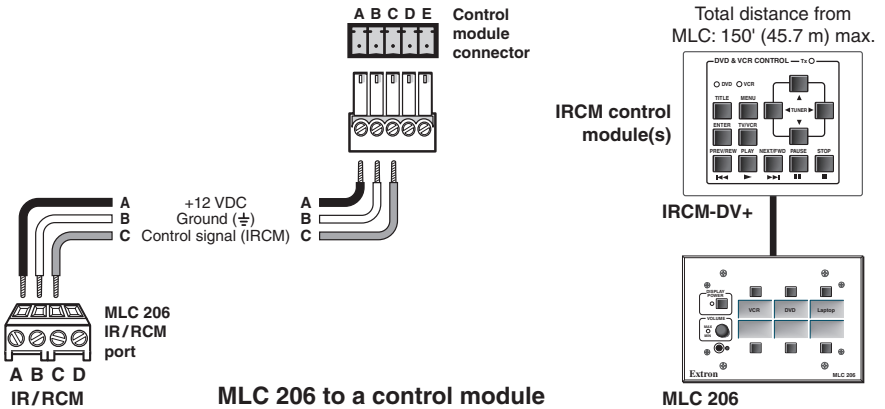 A B C D E
Control
module
connector
Total distance from
MLC: 150' (45.7 m) max.
DVD & VCR CONTROL Tx
DVD VCR
TITLE MENU
TUNER
ENTER TV/VCR
PREV/REW PLAY NEXT/FWD PAUSE STOP
IRCM control
module(s)
IRCM-DV+
A +12 VDC A
B Ground (⏚) B
C Control signal (IRCM) C
MLC 206
IR/RCM
port
A B C D
IR/RCM
DISPLAY
POWER
VCR DVD Laptop
VOLUME
MAX
MIN
Extron MLC 206
MLC 206 to a control module
MLC 206